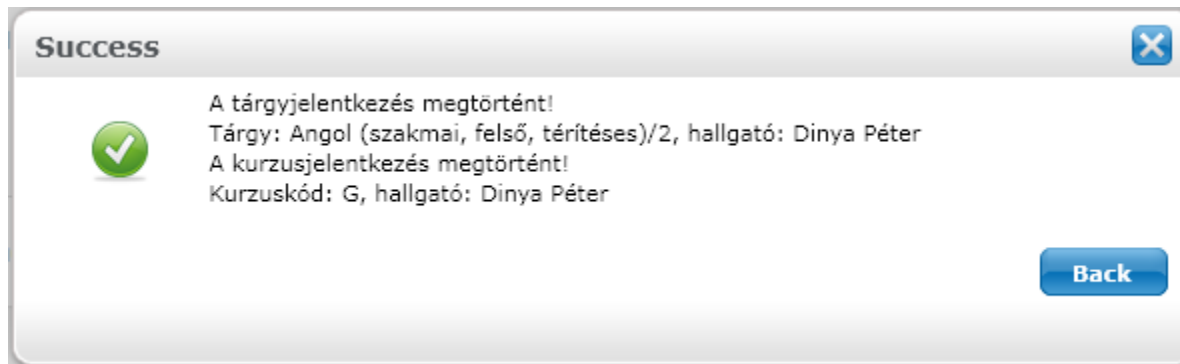 Success
A tárgyjelentkezés megtörtént!
Tárgy: Angol (szakmai, felső, térítéses)/2, hallgató: Dinya Péter
A kurzusjelentkezés megtörtént!
Kurzuskód: G, hallgató: Dinya Péter
Back